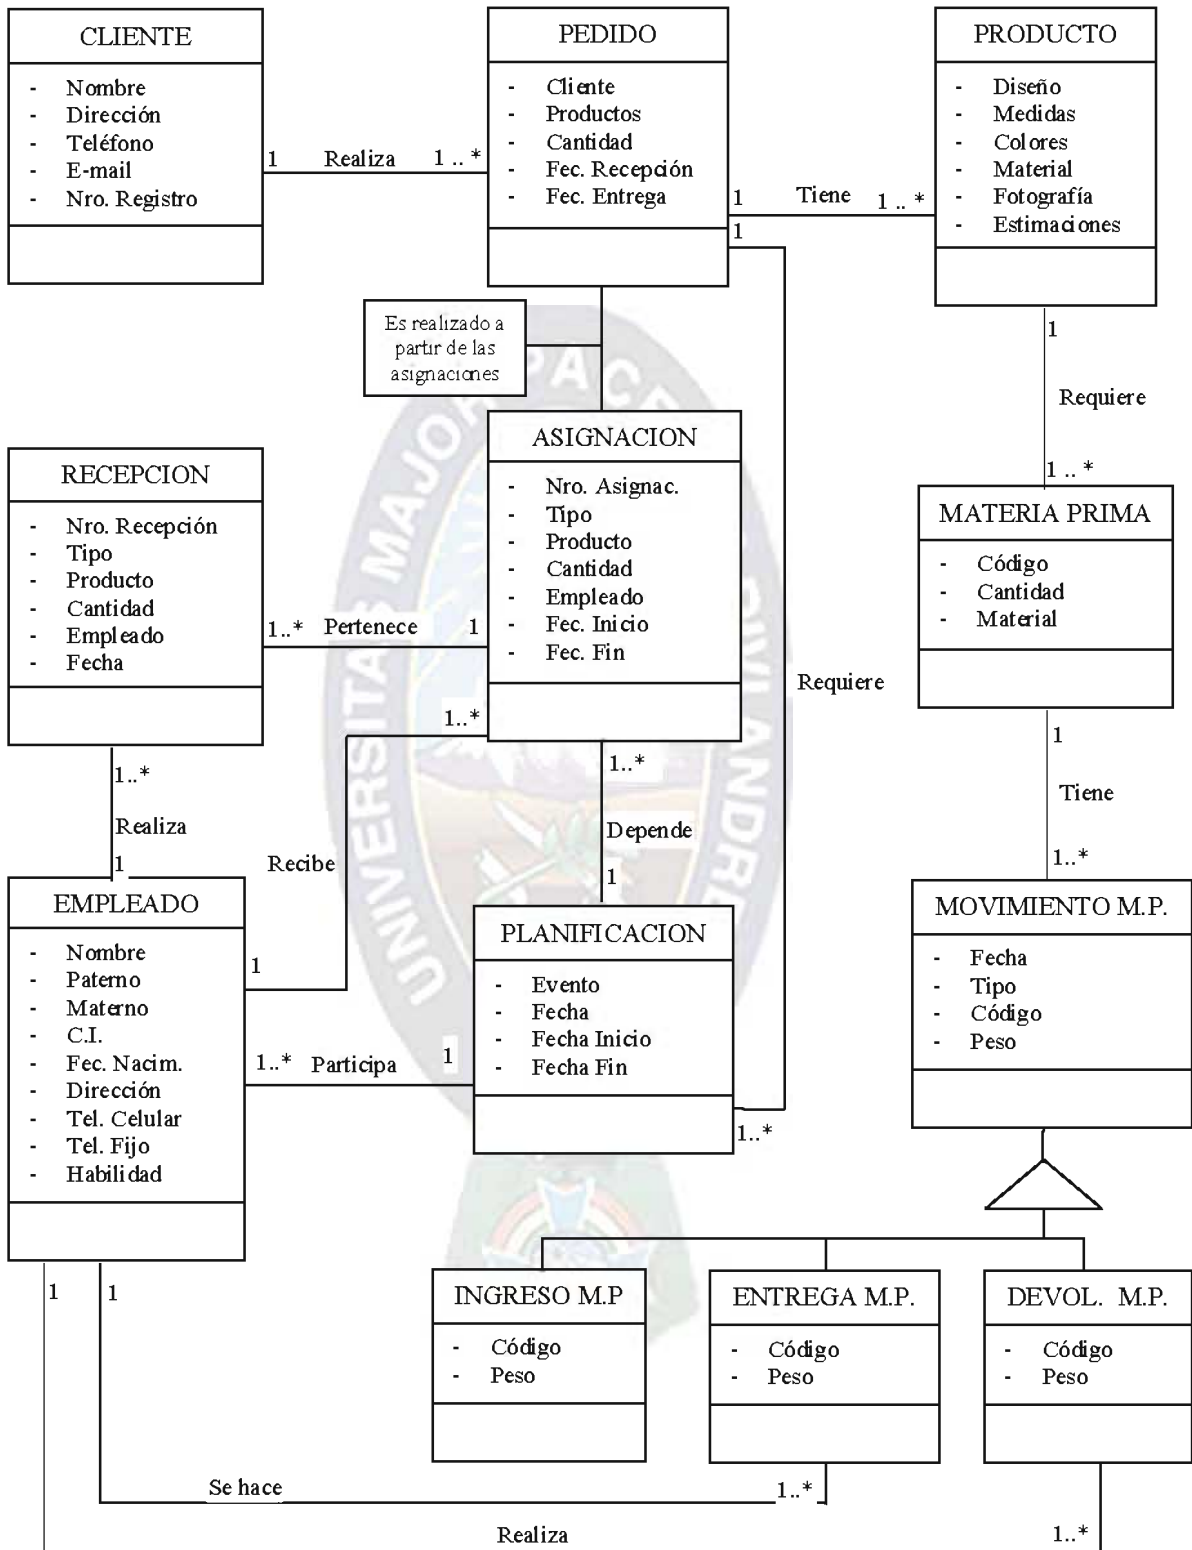 CLIENTE
- Nombre
- Dirección
- Teléfono
- E-mail
- Nro. Registro
1 Realiza 1 .. *
PEDIDO
- Cliente
- Productos
- Cantidad
- Fec. Recepción
- Fec. Entrega
1 Tiene 1 .. *
1
PRODUCTO
- Diseño
- Medidas
- Colores
- Material
- Fotografía
- Estimaciones
Es realizado a
partir de las
asignaciones
1
Requiere
1 .. *
RECEPCION
- Nro. Recepción
- Tipo
- Producto
- Cantidad
- Empleado
- Fecha
1..* Pertenece 1
ASIGNACION
- Nro. Asignac.
- Tipo
- Producto
- Cantidad
- Empleado
- Fec. Inicio
- Fec. Fin
1..*
Requiere
MATERIA PRIMA
- Código
- Cantidad
- Material
1
Tiene
1..*
1..*
Realiza
1
Recibe
1..*
Depende
1
EMPLEADO
- Nombre
- Paterno
- Materno
- C.I.
- Fec. Nacim.
- Dirección
- Tel. Celular
- Tel. Fijo
- Habilidad
1
1..* Participa 1
PLANIFICACION
- Evento
- Fecha
- Fecha Inicio
- Fecha Fin
1..*
MOVIMIENTO M.P.
- Fecha
- Tipo
- Código
- Peso
1 1
INGRESO M.P
- Código
- Peso
ENTREGA M.P.
- Código
- Peso
DEVOL. M.P.
- Código
- Peso
Se hace 1..*
Realiza 1..*
UNIVERSITAS MAJOR PACE
DIVI ANDRE